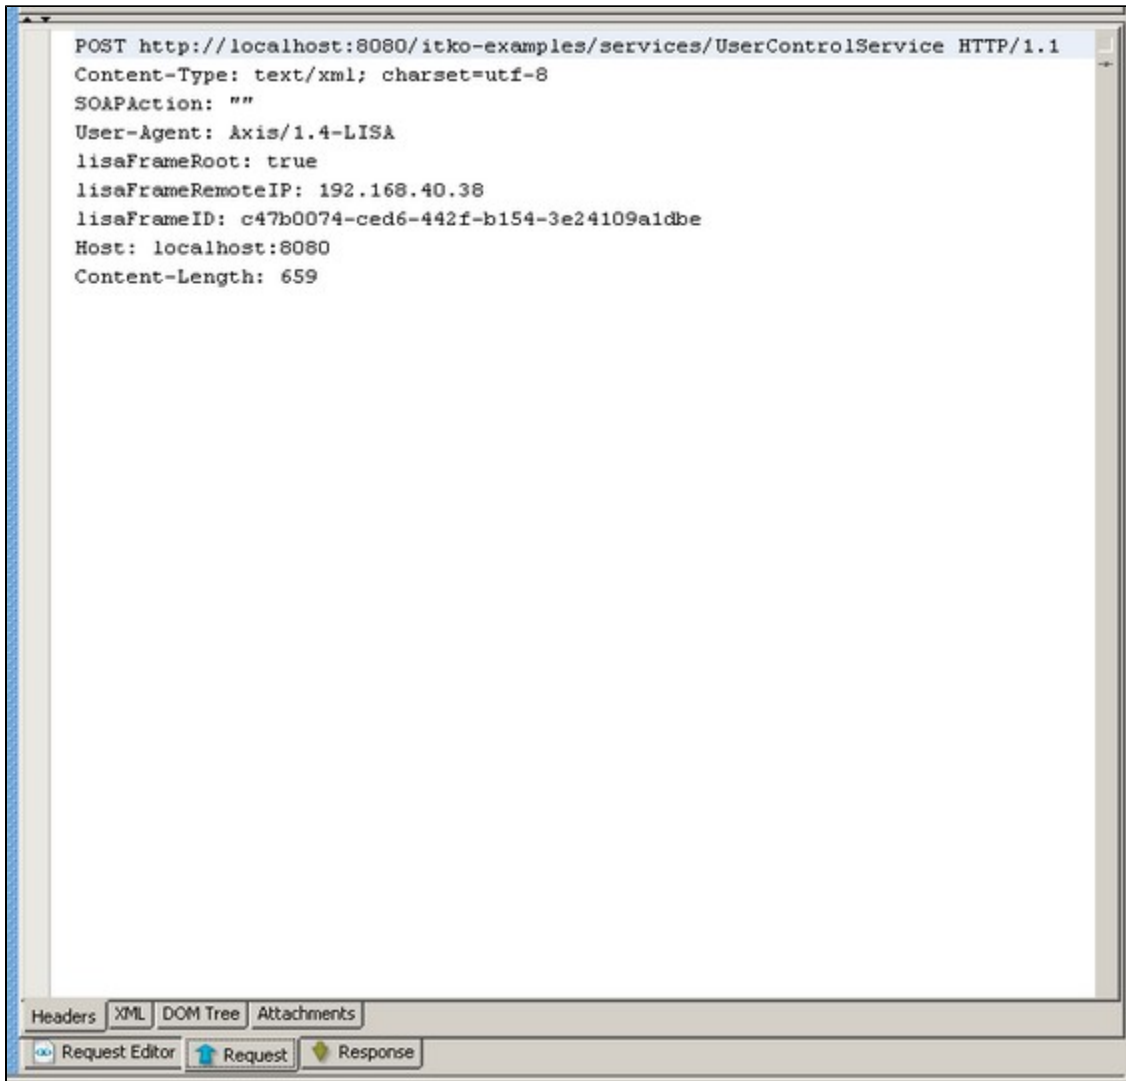 POST http://localhost:8080/itko-examples/services/UserControlService HTTP/1.1
Content-Type: text/xml; charset=utf-8
SOAPAction: ""
User-Agent: Axis/1.4-LISA
lisaFrameRoot: true
lisaFrameRemoteIP: 192.168.40.38
lisaFrameID: c47b0074-ced6-442f-b154-3e24109a1dbe
Host: localhost:8080
Content-Length: 659
Headers XML DOM Tree Attachments
Request Editor Request Response